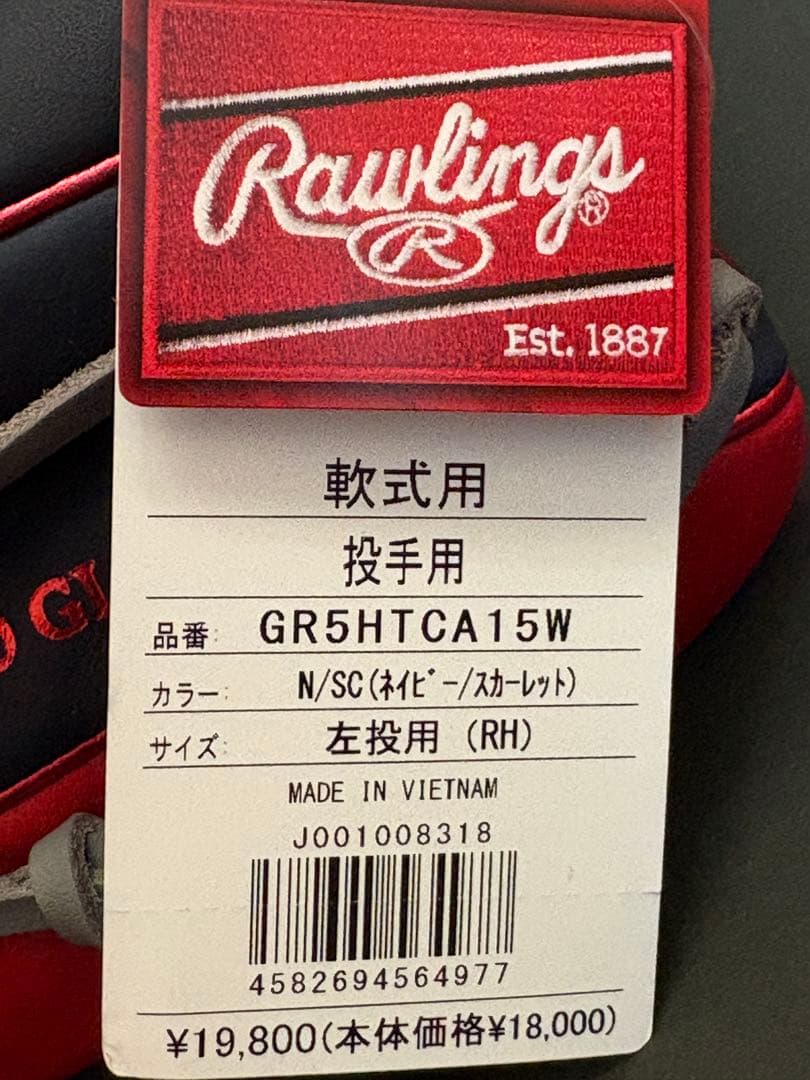 Rawlings®
R
Est. 1887
軟式用
投手用
品番: GR5HTCA15W
カラー: N/SC(ﾈｲﾋﾞｰ/ｽｶｰﾚｯﾄ)
サイズ: 左投用 (RH)
MADE IN VIETNAM
J001008318
4582694564977
¥19,800(本体価格¥18,000)